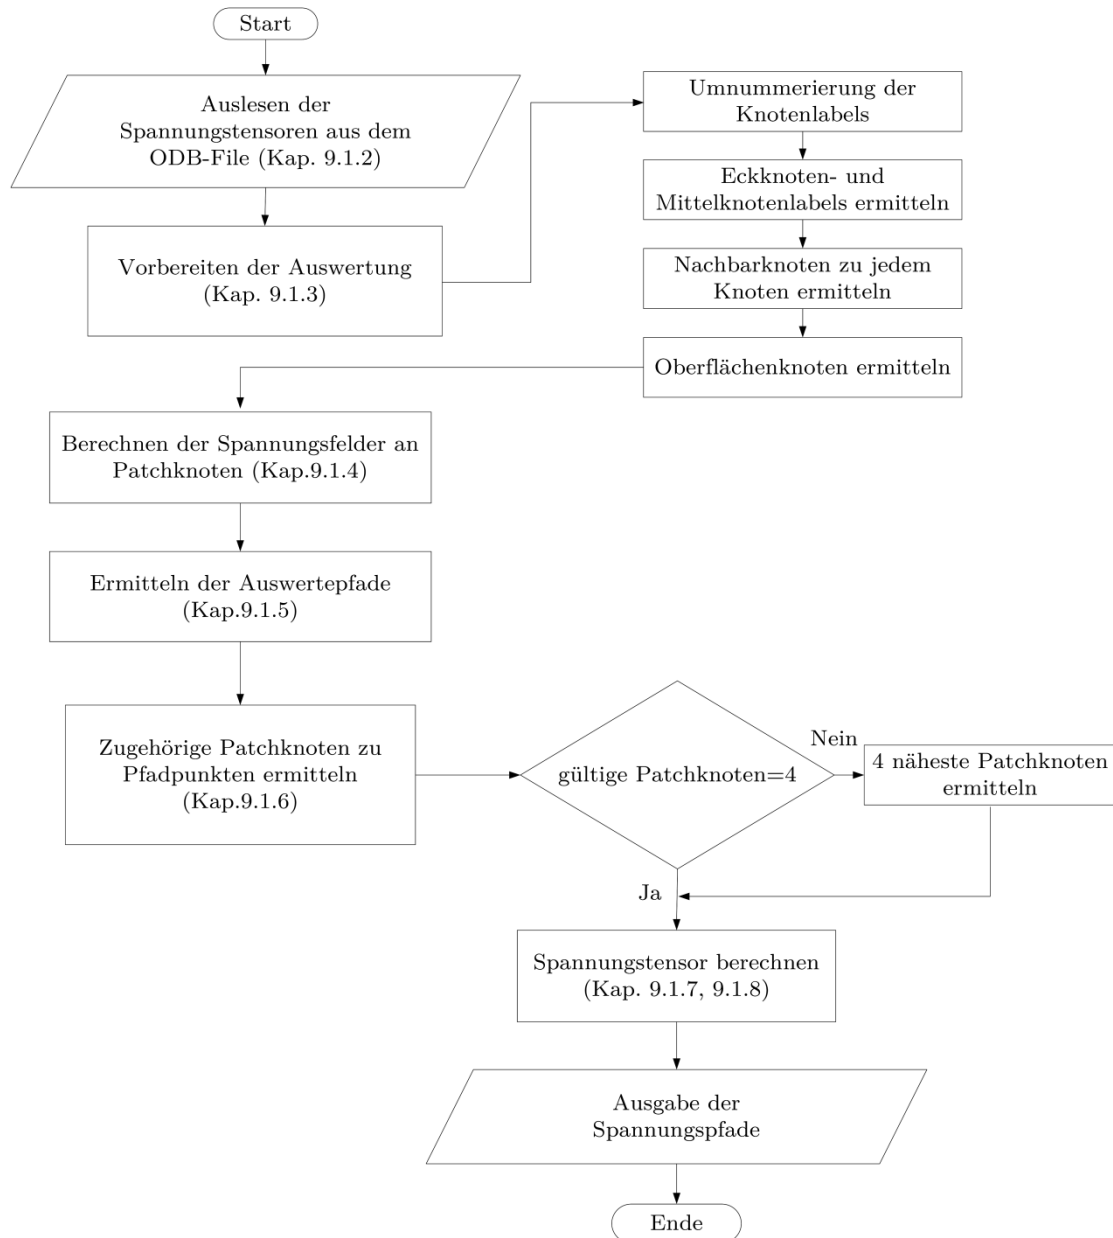 Start
Auslesen der
Spannungstensoren aus dem
ODB-File (Kap. 9.1.2)
Vorbereiten der Auswertung
(Kap. 9.1.3)
Umnummerierung der
Knotenlabels
Eckknoten- und
Mittelknotenlabels ermitteln
Nachbarknoten zu jedem
Knoten ermitteln
Oberflächenknoten ermitteln
Berechnen der Spannungsfelder an
Patchknoten (Kap.9.1.4)
Ermitteln der Auswertepfade
(Kap.9.1.5)
Zugehörige Patchknoten zu
Pfadpunkten ermitteln
(Kap.9.1.6)
gültige Patchknoten=4
Nein
4 näheste Patchknoten
ermitteln
Ja
Spannungstensor berechnen
(Kap. 9.1.7, 9.1.8)
Ausgabe der
Spannungspfade
Ende